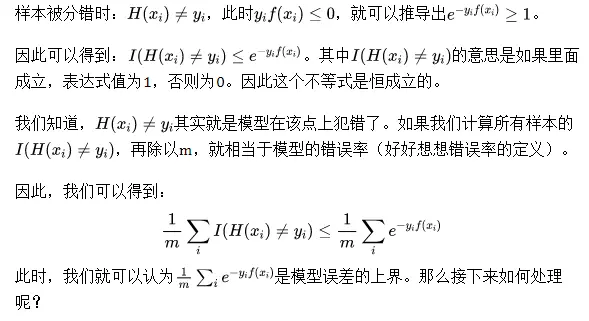 样本被分错时：$H(x_i) \neq y_i$，此时$y_i f(x_i) \leq 0$，就可以推导出$e^{-y_i f(x_i)} \geq 1$。
因此可以得到：$I(H(x_i) \neq y_i) \leq e^{-y_i f(x_i)}$。其中$I(H(x_i) \neq y_i)$的意思是如果里面
成立，表达式值为1，否则为0。因此这个不等式是恒成立的。
我们知道，$H(x_i) \neq y_i$其实就是模型在该点上犯错了。如果我们计算所有样本的
$I(H(x_i) \neq y_i)$，再除以m，就相当于模型的错误率（好好想想错误率的定义）。
因此，我们可以得到：
$\frac{1}{m} \sum_i I(H(x_i) \neq y_i) \leq \frac{1}{m} \sum_i e^{-y_i f(x_i)}$
此时，我们就可以认为$\frac{1}{m} \sum_i e^{-y_i f(x_i)}$是模型误差的上界。那么接下来如何处理
呢？